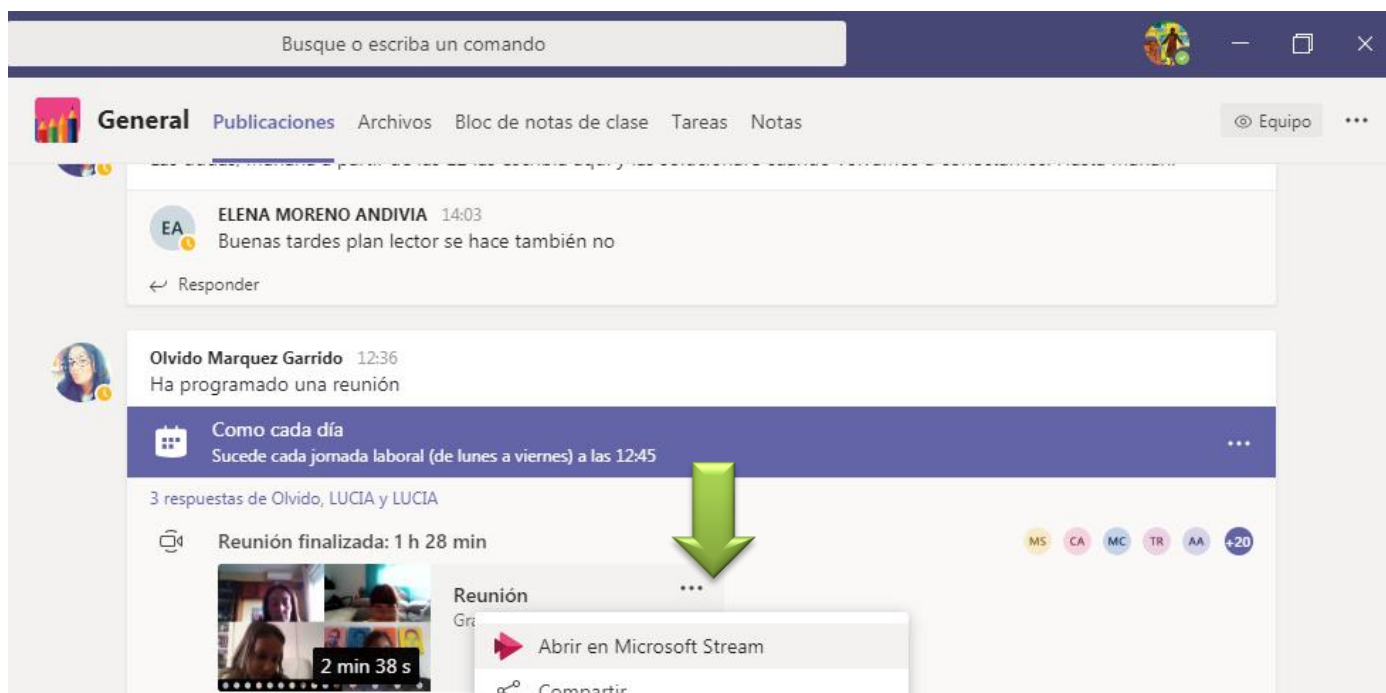 Busque o escriba un comando
General Publicaciones Archivos Bloc de notas de clase Tareas Notas Equipo
EA ELENA MORENO ANDIVIA 14:03
Buenas tardes plan lector se hace también no
Responder
Olvido Marquez Garrido 12:36
Ha programado una reunión
Como cada día
Sucede cada jornada laboral (de lunes a viernes) a las 12:45
3 respuestas de Olvido, LUCIA y LUCIA
Reunión finalizada: 1 h 28 min MS CA MC TR AA +20
Reunión
Abrir en Microsoft Stream
2 min 38 s
Compartir